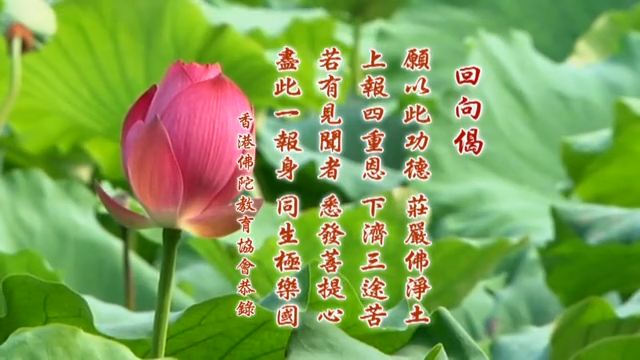 回向偈
願以此功德 莊嚴佛淨土
上報四重恩 下濟三途苦
若有見聞者 悉發菩提心
盡此一報身 同生極樂國
香港佛陀教育協會恭錄